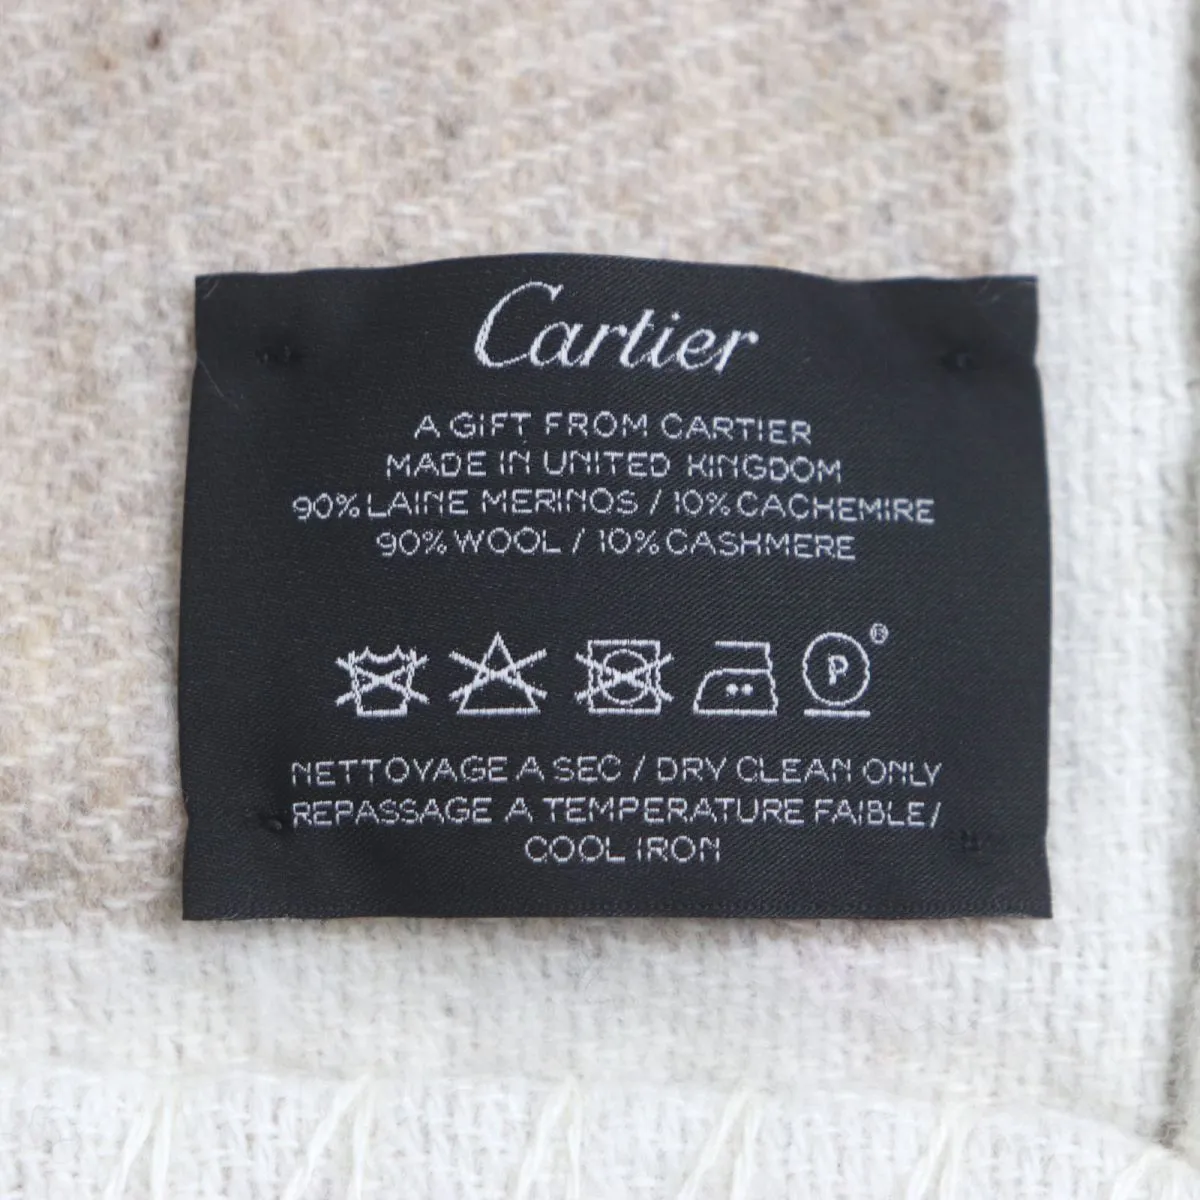 Cartier
A GIFT FROM CARTIER
MADE IN UNITED KINGDOM
90% LAINE MERINOS / 10% CACHEMIRE
90% WOOL / 10% CASHMERE
P ®
NETTOYAGE A SEC / DRY CLEAN ONLY
REPASSAGE A TEMPERATURE FAIBLE /
COOL IRON